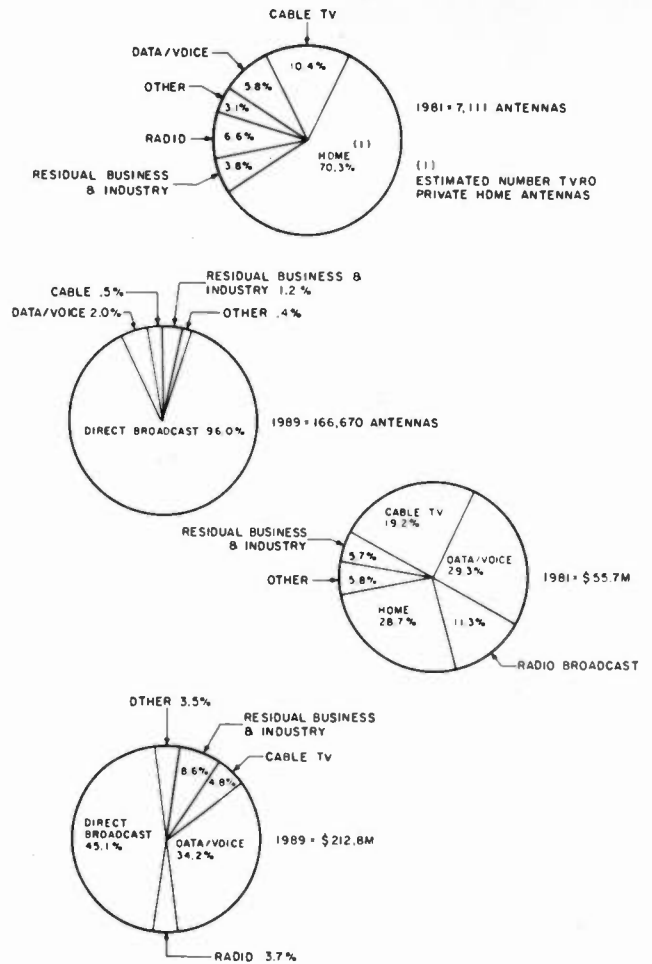 CABLE TV
DATA/VOICE
10.4%
OTHER
5.8%
3.1%
1981 = 7,111 ANTENNAS
RADID
6.6%
(1)
HOME
70.3%
3.8%
RESIDUAL BUSINESS
& INDUSTRY
(1)
ESTIMATED NUMBER TVRO
PRIVATE HOME ANTENNAS
RESIDUAL BUSINESS &
INDUSTRY 1.2 %
CABLE .5%
DATA/VOICE 2.0%
OTHER .4%
DIRECT BROADCAST 96.0%
1989 = 166,670 ANTENNAS
CABLE TV
19.2%
RESIDUAL BUSINESS
& INDUSTRY
5.7%
OATA/VOICE
29.3%
OTHER
5.8%
1981 = $55.7M
HOME
28.7%
11.3%
RADIO BROADCAST
OTHER 3.5%
RESIDUAL BUSINESS
& INDUSTRY
8.6%
CABLE TV
4.8%
DIRECT
BROADCAST
45.1%
OATA/VOICE
34.2%
1989 = $212.8M
RADID 3.7%